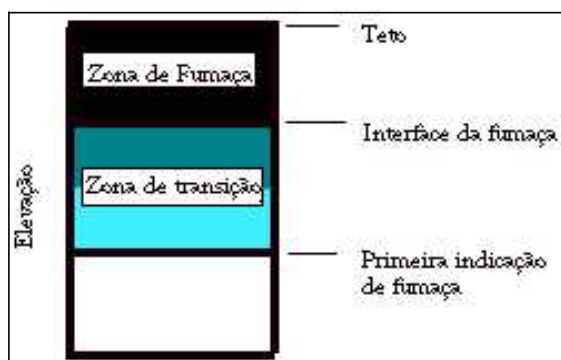 Teto
Zona de Fumaça
Interface da fumaça
Zona de transição
Elevação
Primeira indicação
de fumaça